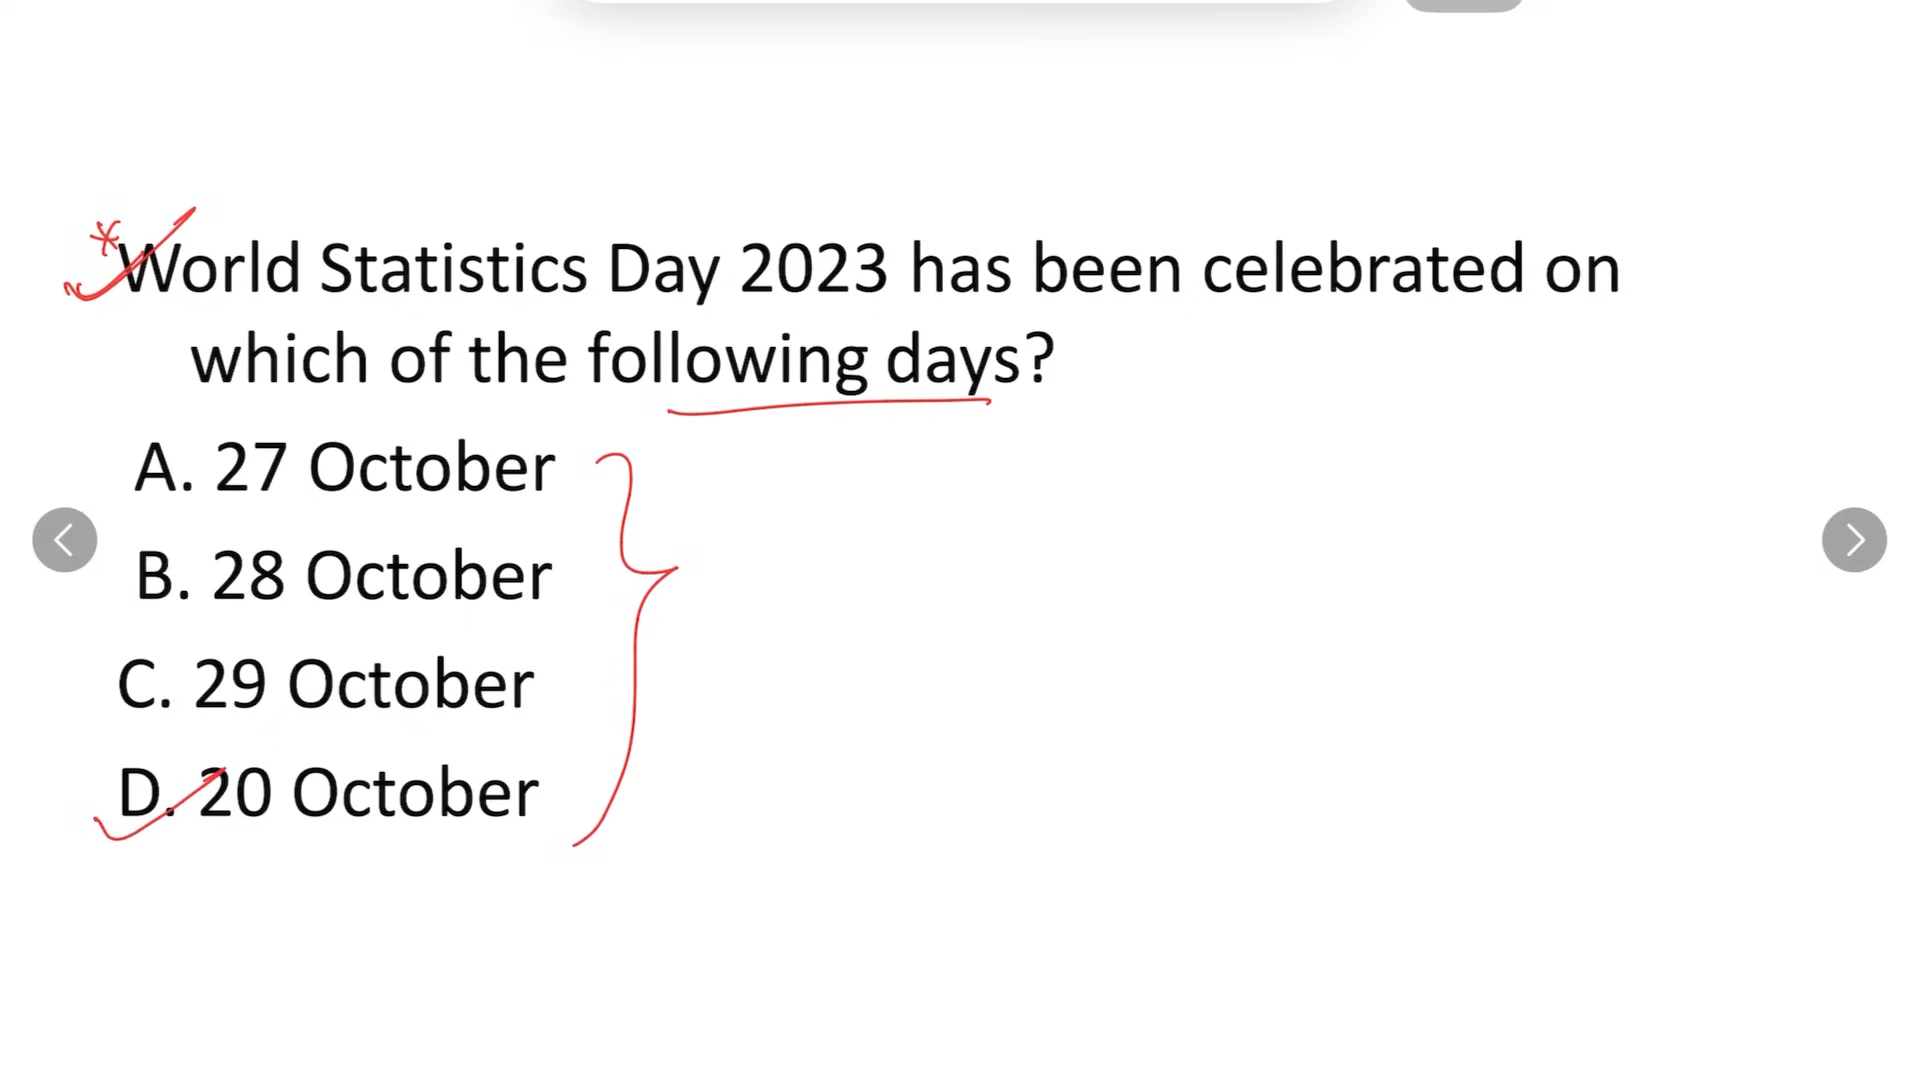 *World Statistics Day 2023 has been celebrated on
which of the following days?
A. 27 October
B. 28 October
C. 29 October
D. 20 October